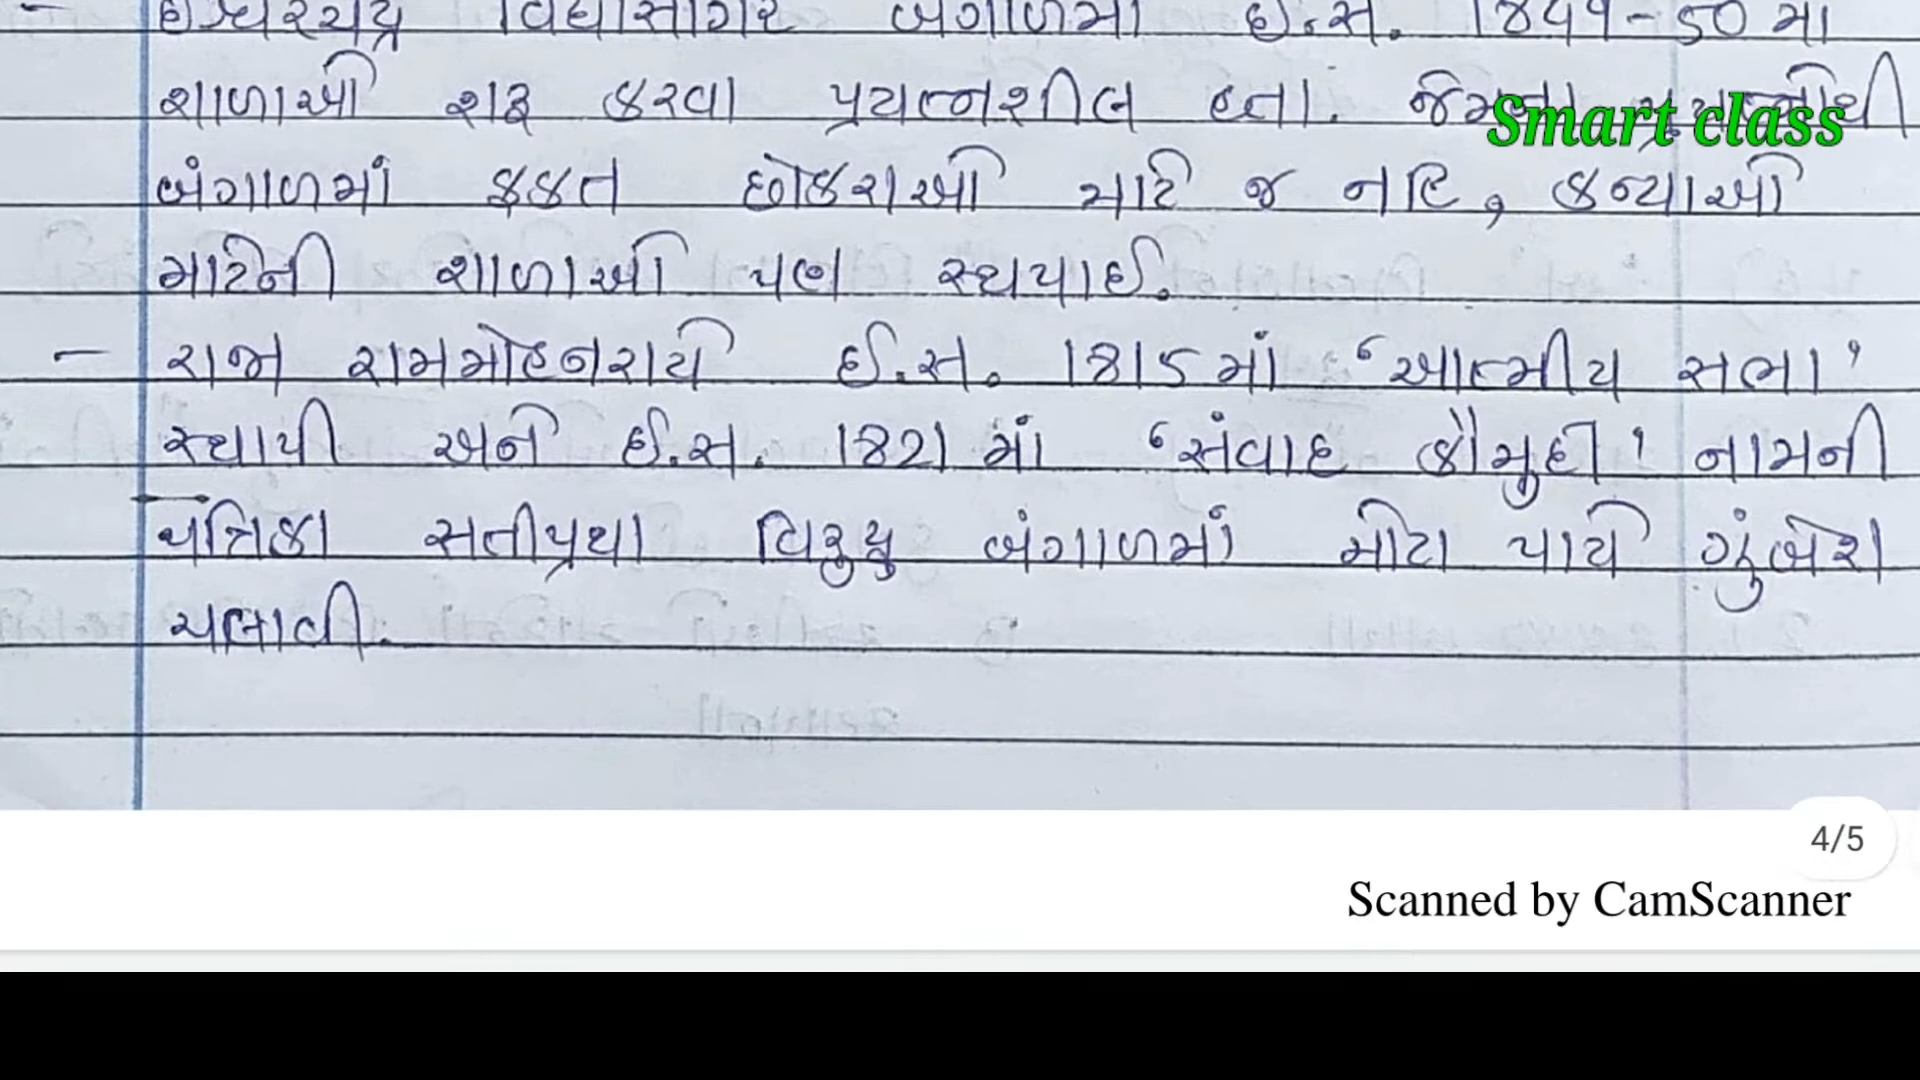 - ઈશ્વરચંદ્ર વિદ્યાસાગર બંગાળમાં ઈ.સ. 1849-50 માં
શાળાઓ શરૂ કરવા પ્રયત્નશીલ હતા. જેમના પ્રયત્નોથી
Smart class
બંગાળમાં ફક્ત છોકરાઓ માટે જ નહિ, કન્યાઓ
માટેની શાળાઓ પણ સ્થપાઈ.
- રાજા રામમોહનરાયે ઈ.સ. 1815 માં ‘આત્મીય સભા’
સ્થાપી અને ઈ.સ. 1821 માં ‘સંવાદ કૌમુદી’ નામની
પત્રિકા સતીપ્રથા વિરુધ્ધ બંગાળમાં મોટા પાયે ઝુંબેશ
ચલાવી.
4/5
Scanned by CamScanner